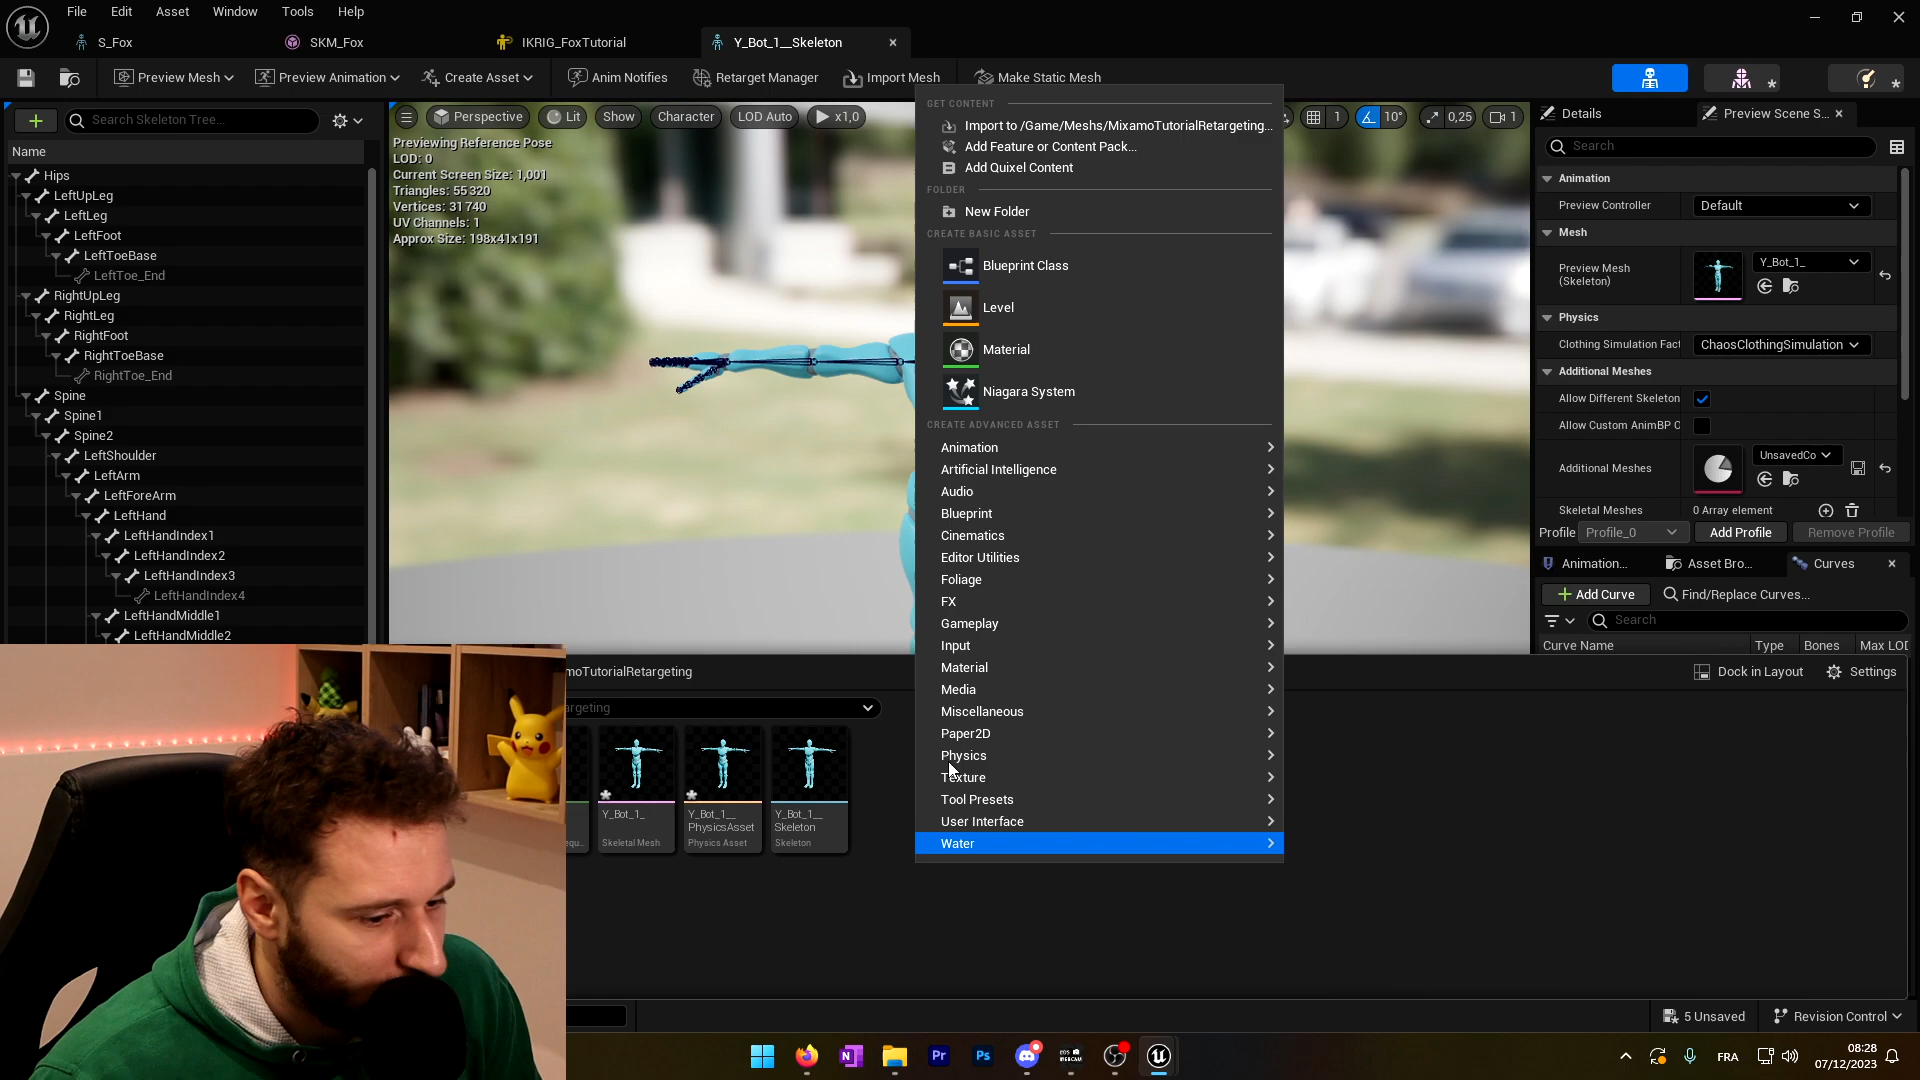 File Edit Asset Window Tools Help
S_Fox SKM_Fox IKRIG_FoxTutorial Y_Bot_1__Skeleton
Preview Mesh Preview Animation Create Asset Anim Notifies Retarget Manager Import Mesh Make Static Mesh
Search Skeleton Tree...
Name
Hips
LeftUpLeg
LeftLeg
LeftFoot
LeftToeBase
LeftToe_End
RightUpLeg
RightLeg
RightFoot
RightToeBase
RightToe_End
Spine
Spine1
Spine2
LeftShoulder
LeftArm
LeftForeArm
LeftHand
LeftHandIndex1
LeftHandIndex2
LeftHandIndex3
LeftHandIndex4
LeftHandMiddle1
LeftHandMiddle2
Perspective Lit Show Character LOD Auto x1,0
1 10° 0,25 1
Previewing Reference Pose
LOD: 0
Current Screen Size: 1,001
Triangles: 55 320
Vertices: 31 740
UV Channels: 1
Approx Size: 198x41x191
GET CONTENT
Import to /Game/Meshs/MixamoTutorialRetargeting...
Add Feature or Content Pack...
Add Quixel Content
FOLDER
New Folder
CREATE BASIC ASSET
Blueprint Class
Level
Material
Niagara System
CREATE ADVANCED ASSET
Animation
Artificial Intelligence
Audio
Blueprint
Cinematics
Editor Utilities
Foliage
FX
Gameplay
Input
Material
Media
Miscellaneous
Paper2D
Physics
Texture
Tool Presets
User Interface
Water
Details Preview Scene S...
Search
Animation
Preview Controller Default
Mesh
Preview Mesh
(Skeleton)
Y_Bot_1_
Physics
Clothing Simulation Fact ChaosClothingSimulation
Additional Meshes
Allow Different Skeleton
Allow Custom AnimBP O
Additional Meshes UnsavedCo
Skeletal Meshes 0 Array element
Profile Profile_0 Add Profile Remove Profile
Animation... Asset Bro... Curves
Add Curve Find/Replace Curves...
Search
Curve Name Type Bones Max LOD
moTutorialRetargeting
Dock in Layout Settings
argeting
Y_Bot_1_
Skeletal Mesh
Y_Bot_1__
PhysicsAsset
Physics Asset
Y_Bot_1__
Skeleton
Skeleton
equ...
5 Unsaved Revision Control
N Pr Ps EOS WEBCAM
FRA
08:28
07/12/2023